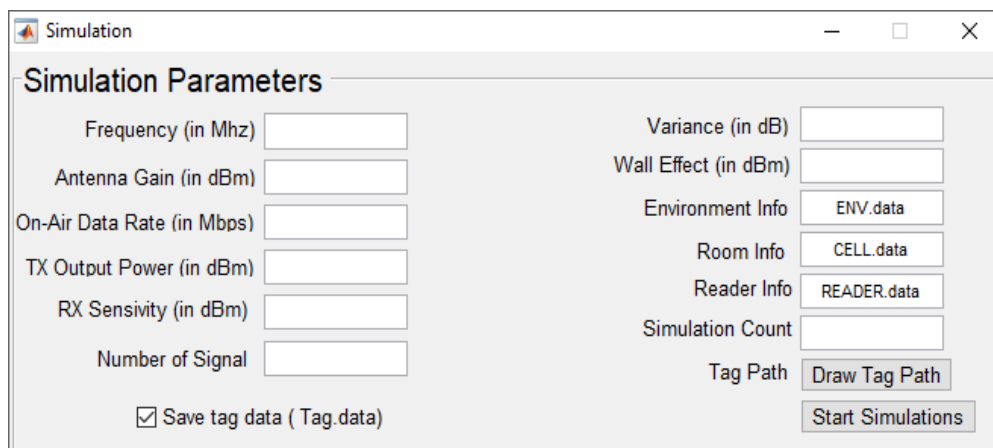 Simulation
Simulation Parameters
Frequency (in Mhz)
Antenna Gain (in dBm)
On-Air Data Rate (in Mbps)
TX Output Power (in dBm)
RX Sensivity (in dBm)
Number of Signal
Save tag data ( Tag.data)
Variance (in dB)
Wall Effect (in dBm)
Environment Info ENV.data
Room Info CELL.data
Reader Info READER.data
Simulation Count
Tag Path Draw Tag Path
Start Simulations